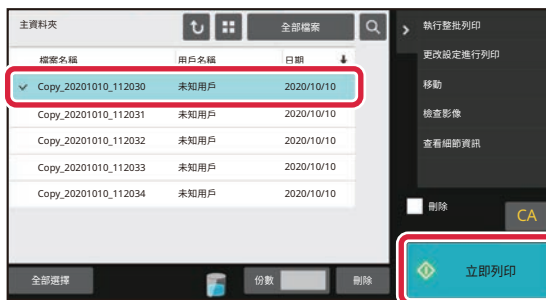 主資料夾 全部檔案
檔案名稱 用戶名稱 日期
Copy_20201010_112030 未知用戶 2020/10/10
Copy_20201010_112031 未知用戶 2020/10/10
Copy_20201010_112032 未知用戶 2020/10/10
Copy_20201010_112033 未知用戶 2020/10/10
Copy_20201010_112034 未知用戶 2020/10/10
全部選擇 份數 刪除
執行整批列印
更改設定進行列印
移動
檢查影像
查看細節資訊
刪除
CA
立即列印